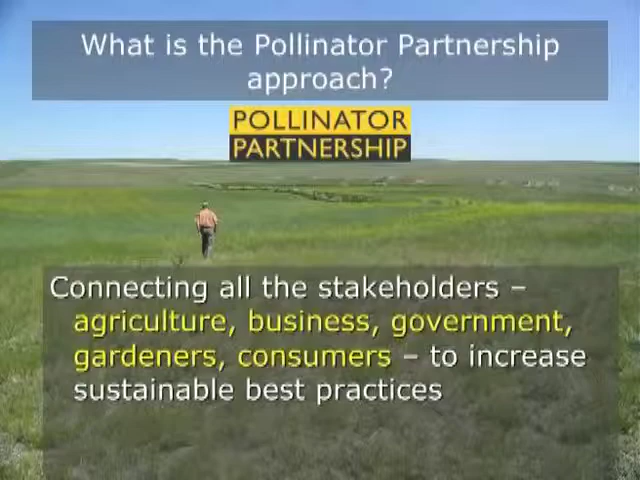 What is the Pollinator Partnership
approach?
POLLINATOR
PARTNERSHIP
Connecting all the stakeholders –
agriculture, business, government,
gardeners, consumers – to increase
sustainable best practices